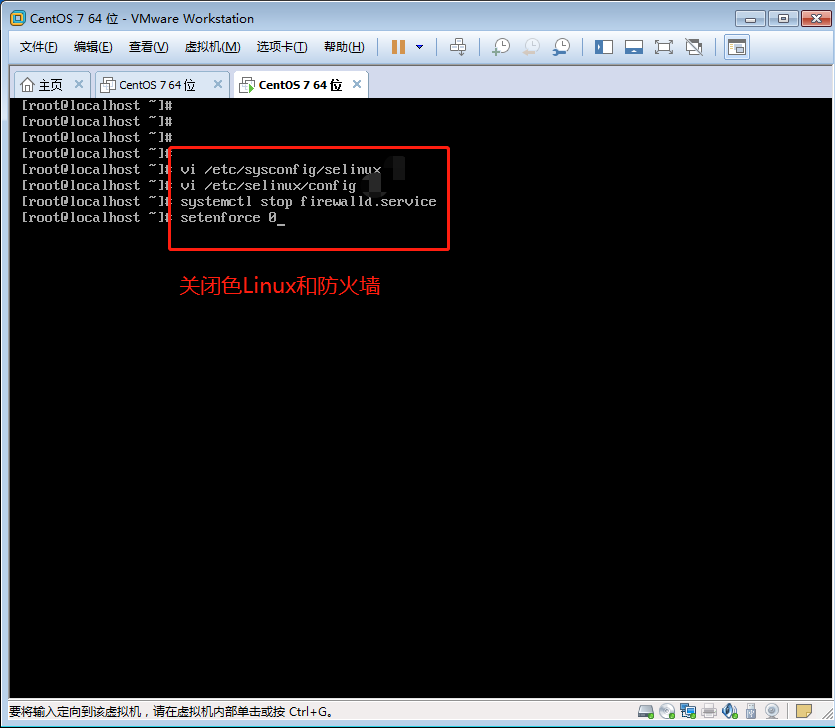 CentOS 7 64 位 - VMware Workstation
文件(F) 编辑(E) 查看(V) 虚拟机(M) 选项卡(T) 帮助(H)
主页 CentOS 7 64 位 CentOS 7 64 位
[root@localhost ~]#
[root@localhost ~]#
[root@localhost ~]#
[root@localhost ~]#
[root@localhost ~]# vi /etc/sysconfig/selinux
[root@localhost ~]# vi /etc/selinux/config
[root@localhost ~]# systemctl stop firewalld.service
[root@localhost ~]# setenforce 0_
关闭色Linux和防火墙
要将输入定向到该虚拟机，请在虚拟机内部单击或按 Ctrl+G。